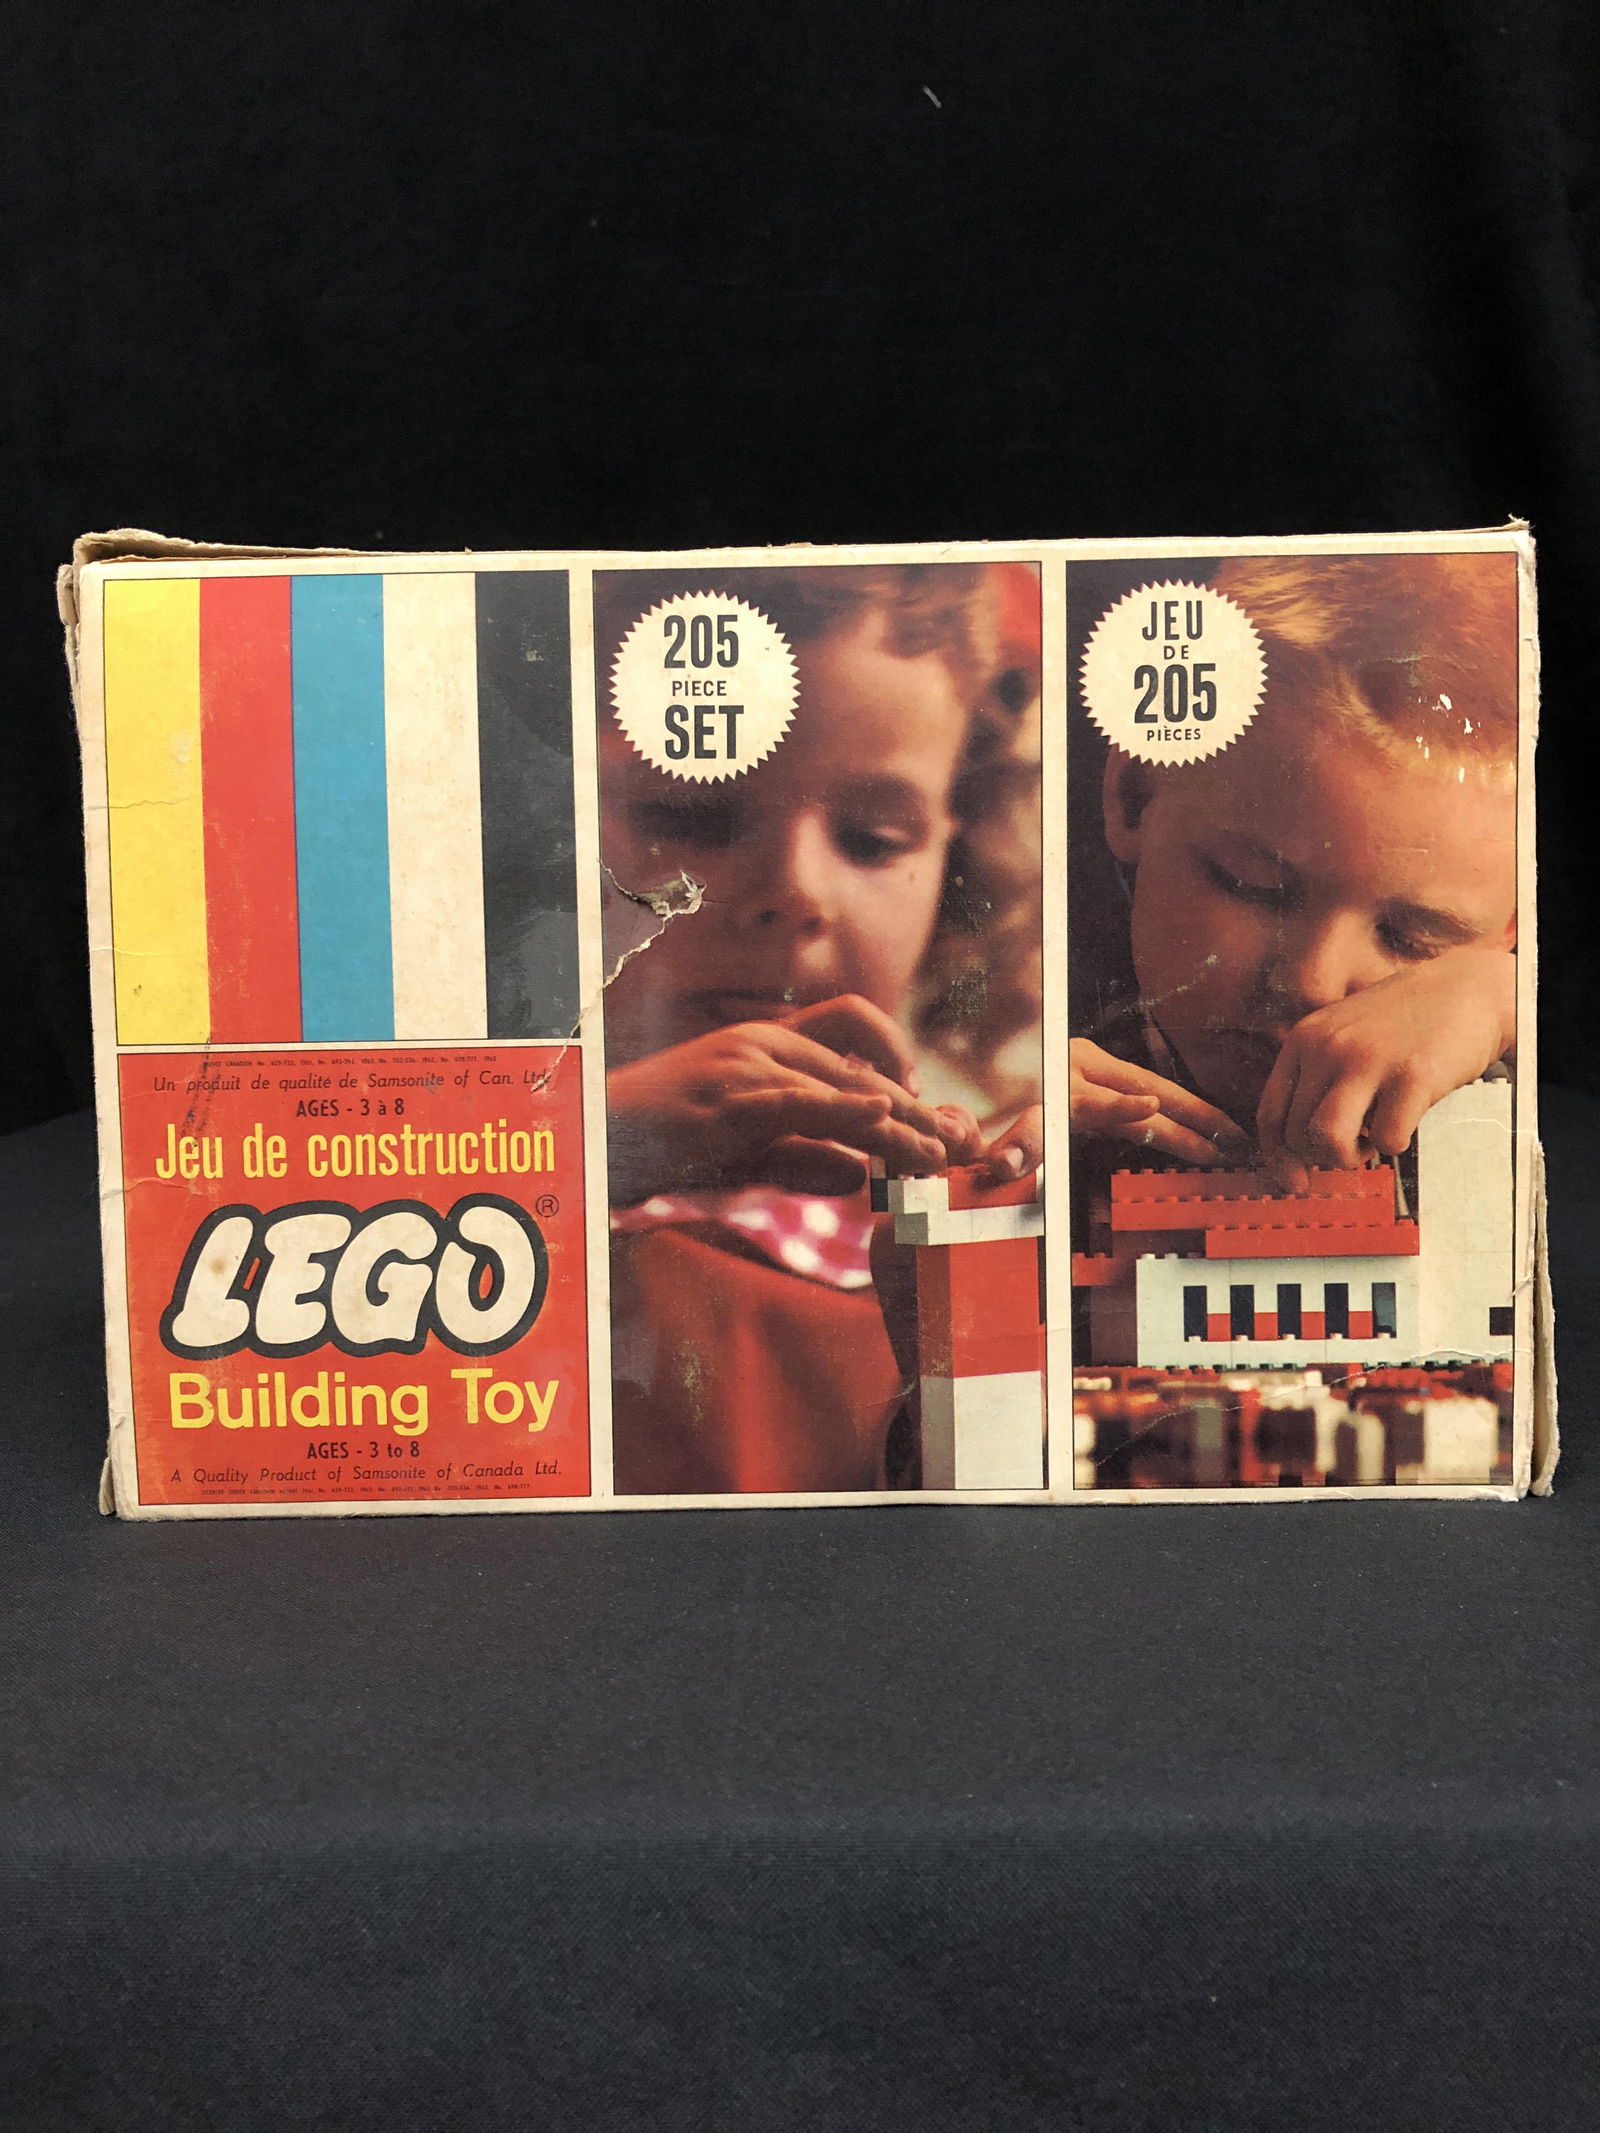 205
PIECE
SET
JEU
DE
205
PIÈCES
Un produit de qualité de Samsonite of Can. Ltd.
AGES - 3 à 8
Jeu de construction
LEGO®
Building Toy
AGES - 3 to 8
A Quality Product of Samsonite of Canada Ltd.